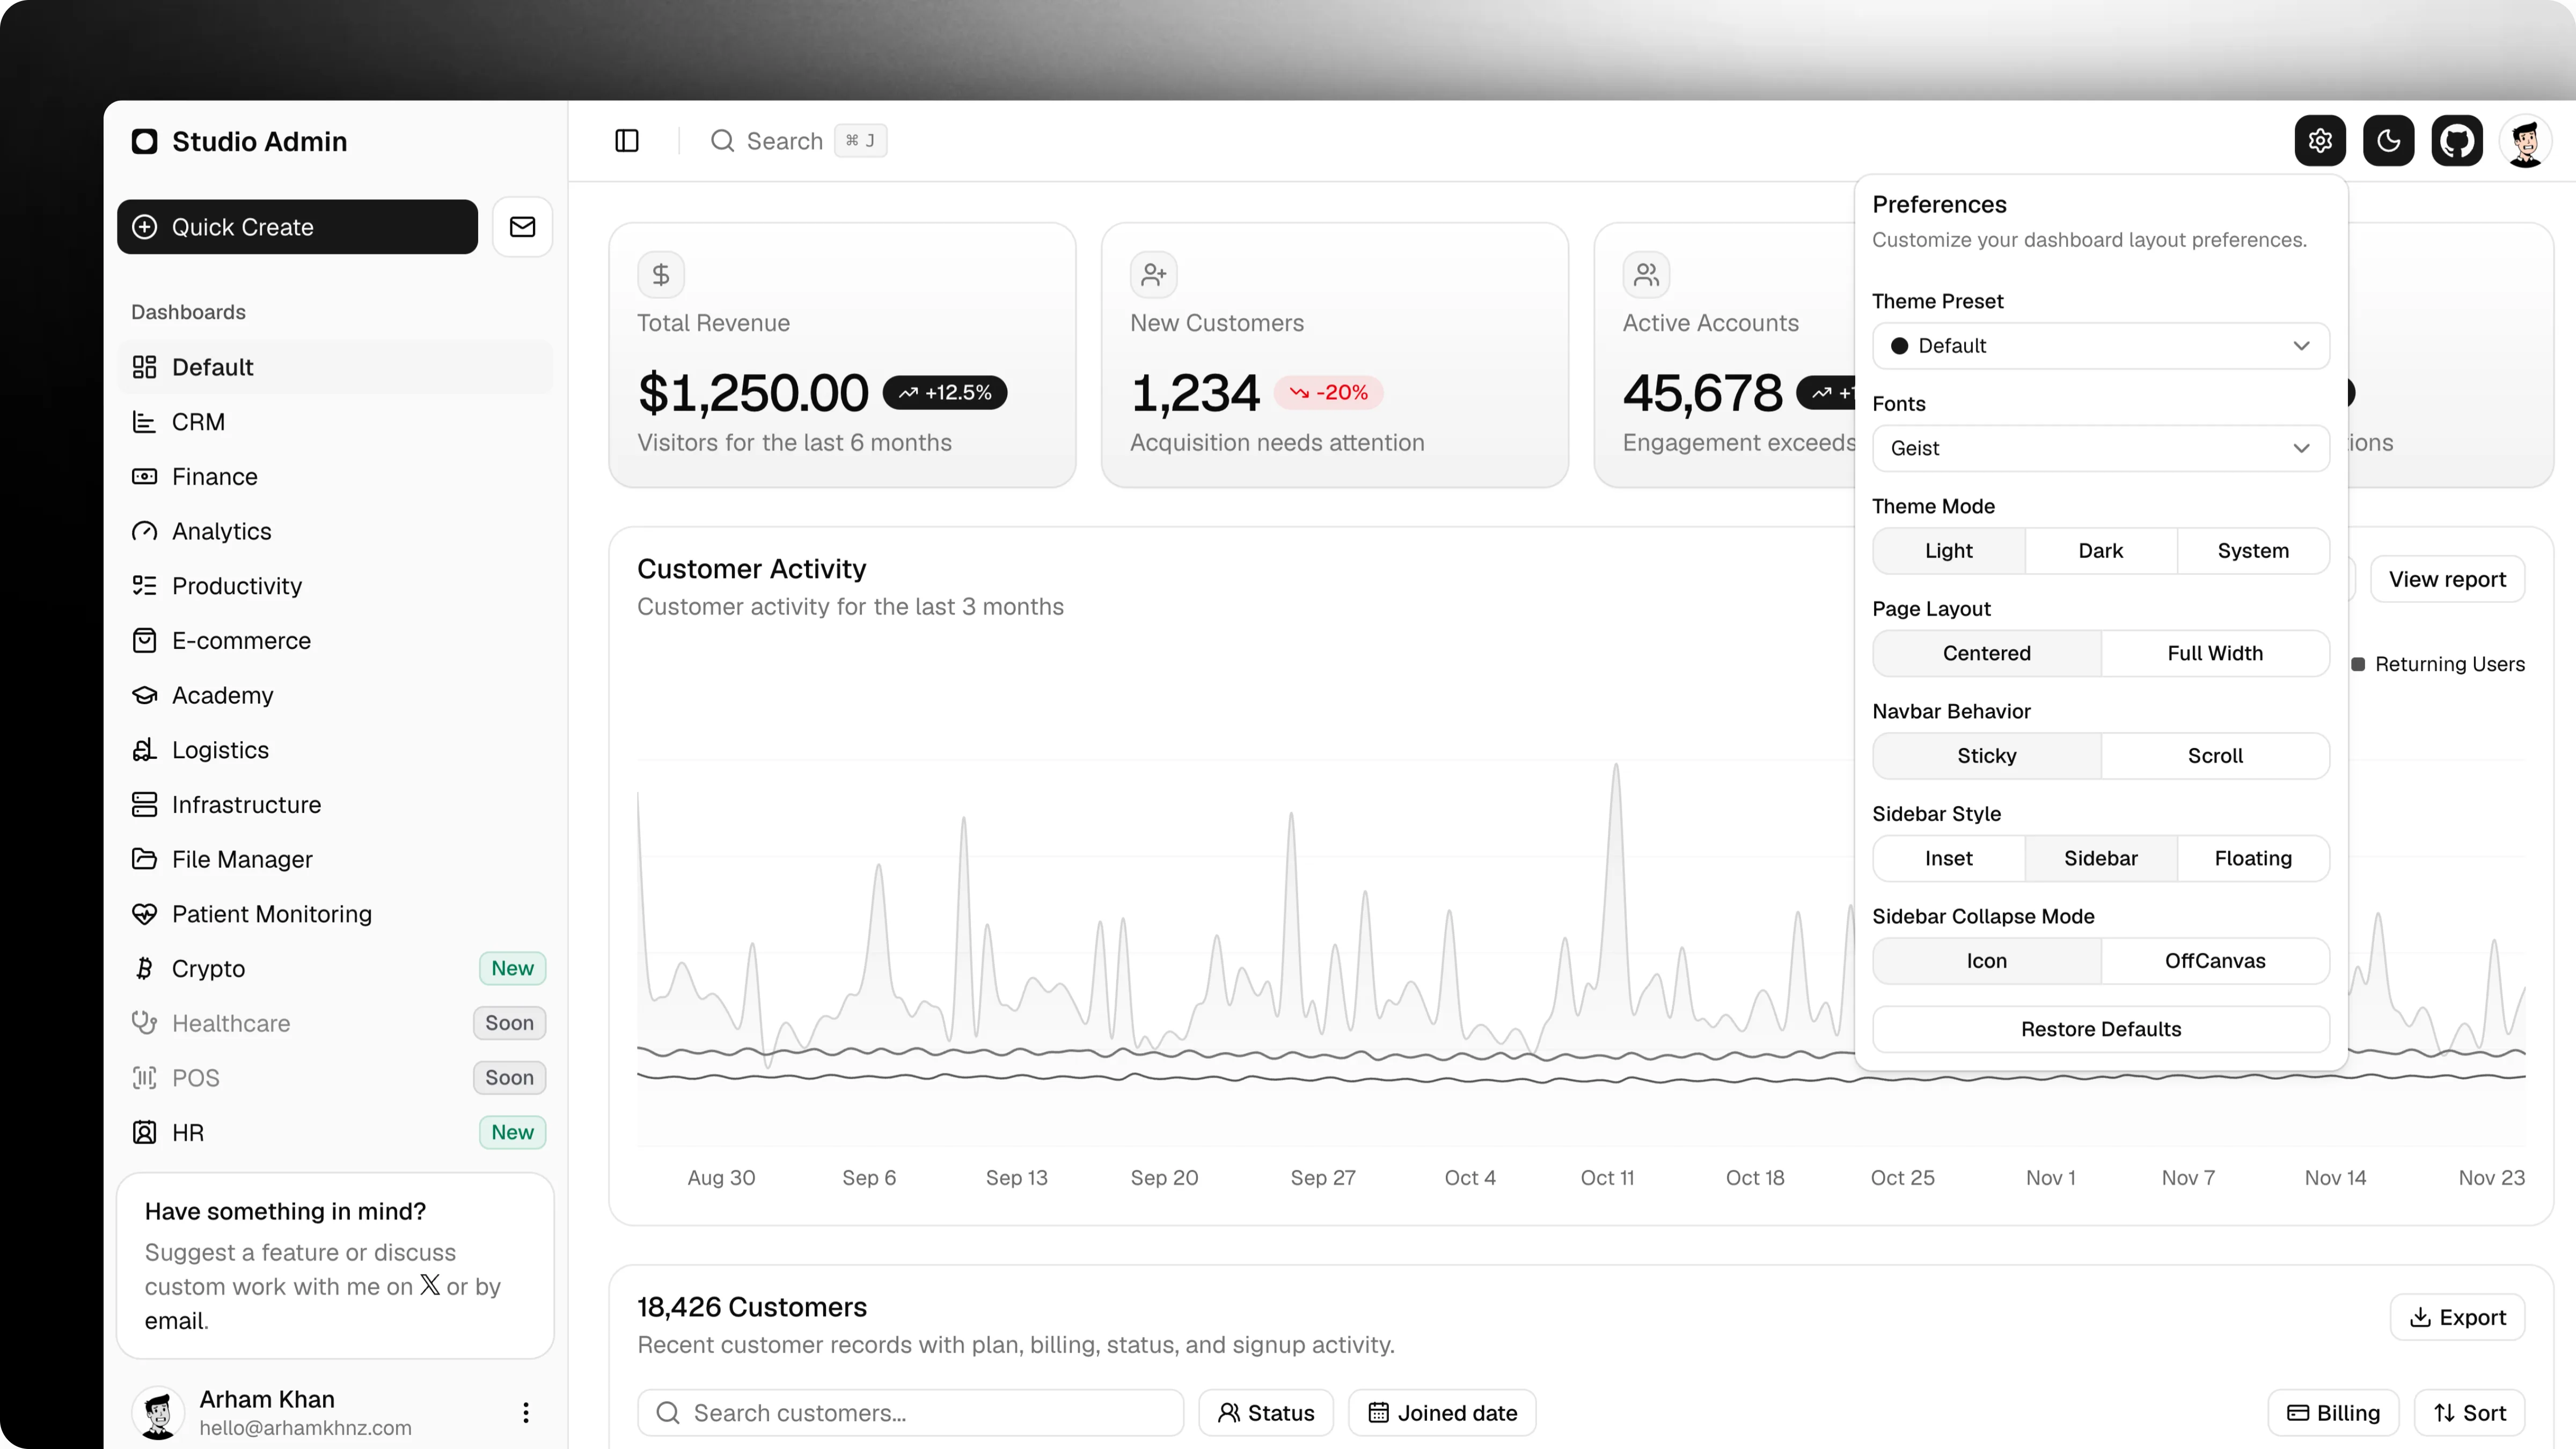 Studio Admin
Quick Create
Dashboards
Default
CRM
Finance
Analytics
Productivity
E-commerce
Academy
Logistics
Infrastructure
File Manager
Patient Monitoring
Crypto New
Healthcare Soon
POS Soon
HR New
Have something in mind?
Suggest a feature or discuss
custom work with me on 𝕏 or by
email.
Arham Khan
hello@arhamkhnz.com
Search ⌘ J
Total Revenue
$1,250.00 +12.5%
Visitors for the last 6 months
New Customers
1,234 -20%
Acquisition needs attention
Active Accounts
45,678
Engagement exceeds
Preferences
Customize your dashboard layout preferences.
Theme Preset
Default
Fonts
Geist
Theme Mode
Light Dark System
Page Layout
Centered Full Width
Navbar Behavior
Sticky Scroll
Sidebar Style
Inset Sidebar Floating
Sidebar Collapse Mode
Icon OffCanvas
Restore Defaults
Customer Activity
Customer activity for the last 3 months
View report
Returning Users
Aug 30 Sep 6 Sep 13 Sep 20 Sep 27 Oct 4 Oct 11 Oct 18 Oct 25 Nov 1 Nov 7 Nov 14 Nov 23
18,426 Customers
Recent customer records with plan, billing, status, and signup activity.
Export
Search customers...
Status
Joined date
Billing
Sort